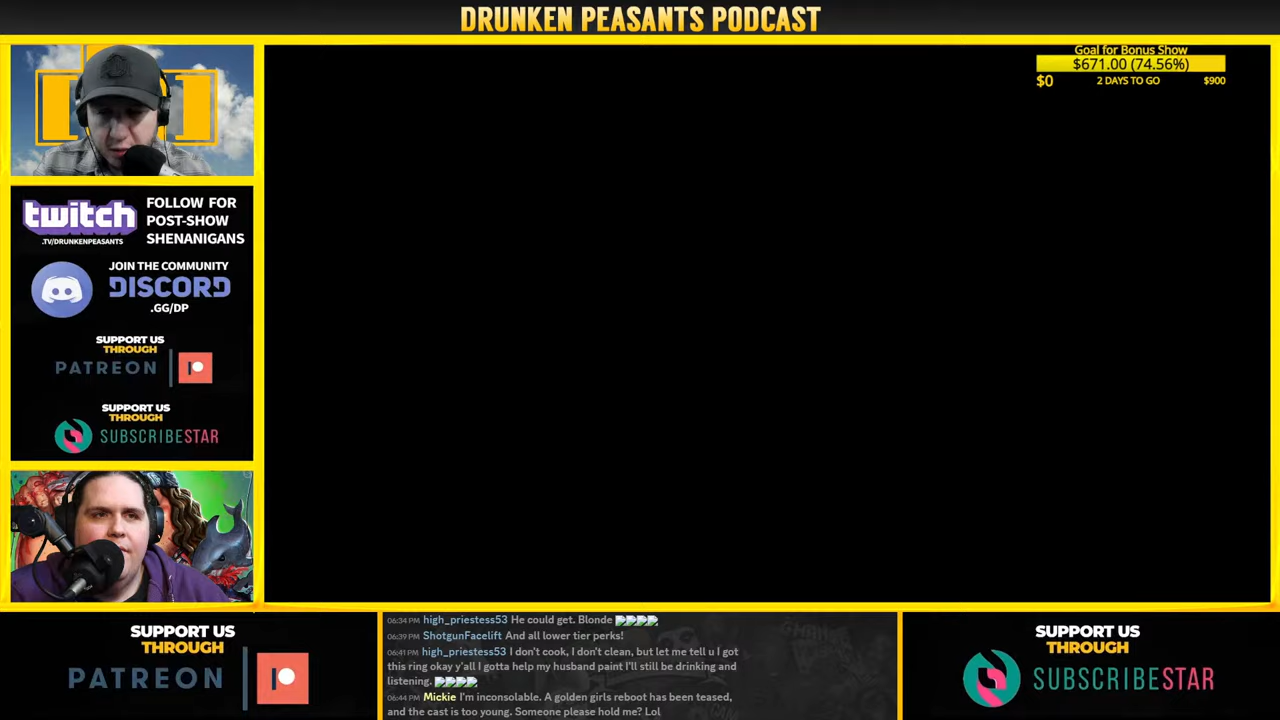 DRUNKEN PEASANTS PODCAST
Goal for Bonus Show
$671.00 (74.56%)
$0 2 DAYS TO GO $900
twitch
.TV/DRUNKENPEASANTS
FOLLOW FOR
POST-SHOW
SHENANIGANS
JOIN THE COMMUNITY
DISCORD
.GG/DP
SUPPORT US
THROUGH
PATREON
SUPPORT US
THROUGH
SUBSCRIBESTAR
SUPPORT US
THROUGH
PATREON
06:34 PM high_priestess53 He could get. Blonde
06:39 PM ShotgunFacelift And all lower tier perks!
06:41 PM high_priestess53 I don't cook, I don't clean, but let me tell u I got
this ring okay y'all I gotta help my husband paint I'll still be drinking and
listening.
06:44 PM Mickie I'm inconsolable. A golden girls reboot has been teased,
and the cast is too young. Someone please hold me? Lol
SUPPORT US
THROUGH
SUBSCRIBESTAR